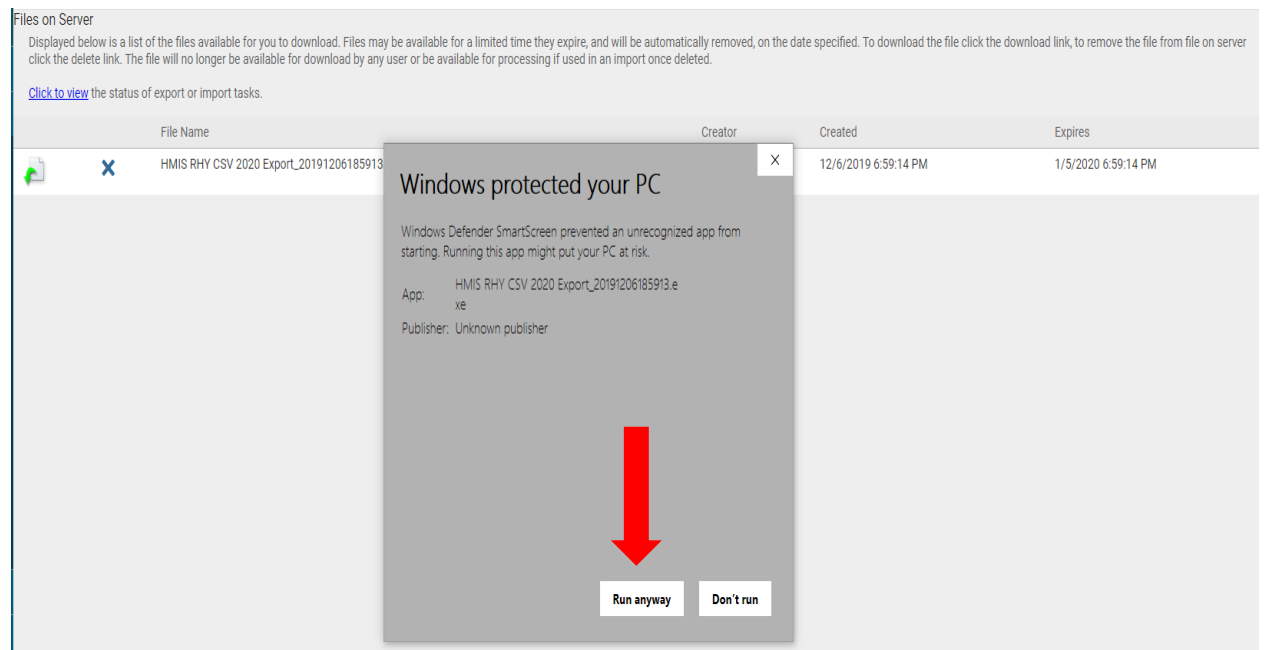 Files on Server
Displayed below is a list of the files available for you to download. Files may be available for a limited time they expire, and will be automatically removed, on the date specified. To download the file click the download link, to remove the file from file on server
click the delete link. The file will no longer be available for download by any user or be available for processing if used in an import once deleted.
Click to view the status of export or import tasks.
File Name Creator Created Expires
HMIS RHY CSV 2020 Export_20191206185913 12/6/2019 6:59:14 PM 1/5/2020 6:59:14 PM
X
Windows protected your PC
Windows Defender SmartScreen prevented an unrecognized app from
starting. Running this app might put your PC at risk.
App: HMIS RHY CSV 2020 Export_20191206185913.e
xe
Publisher: Unknown publisher
Run anyway Don't run